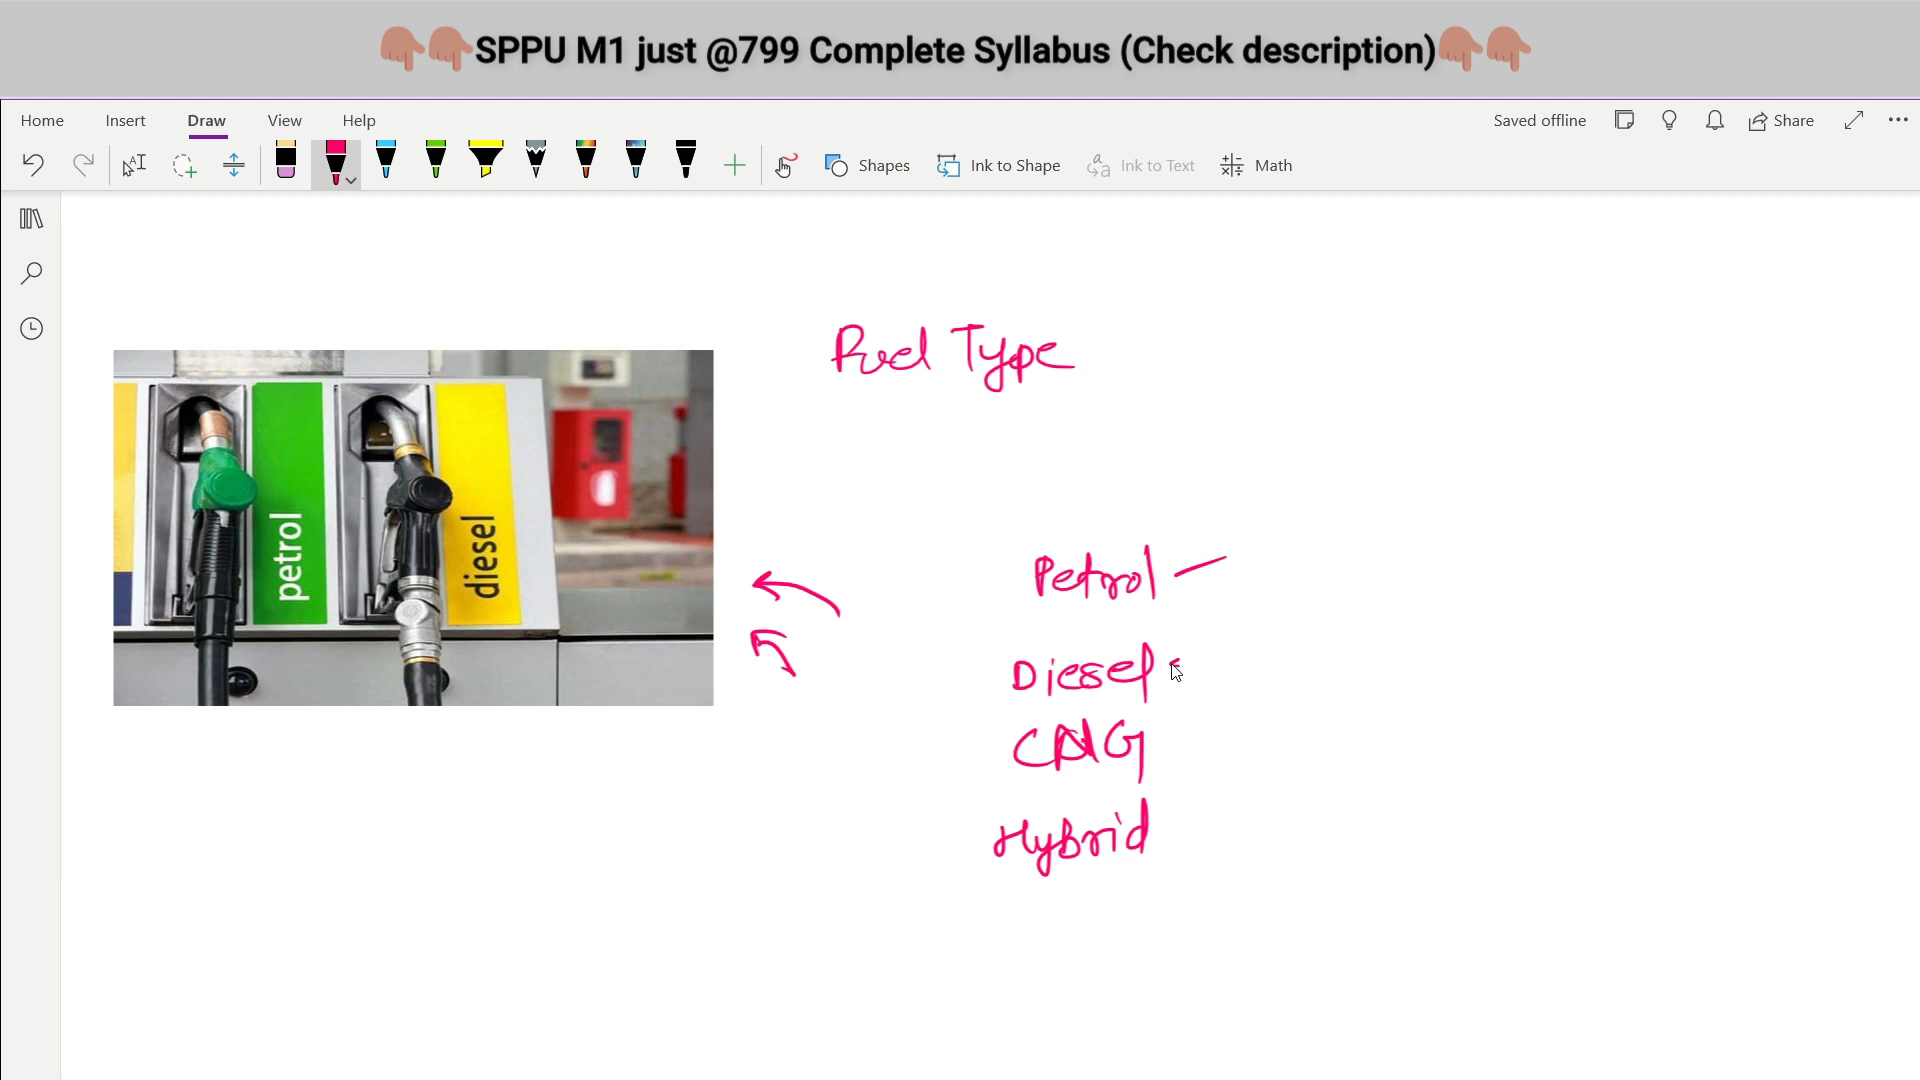 👇👇SPPU M1 just @799 Complete Syllabus (Check description)👇👇
Home Insert Draw View Help
Saved offline Share
Shapes Ink to Shape Ink to Text Math
Fuel Type
petrol
diesel
Petrol —
Diesel
CNG
Hybrid